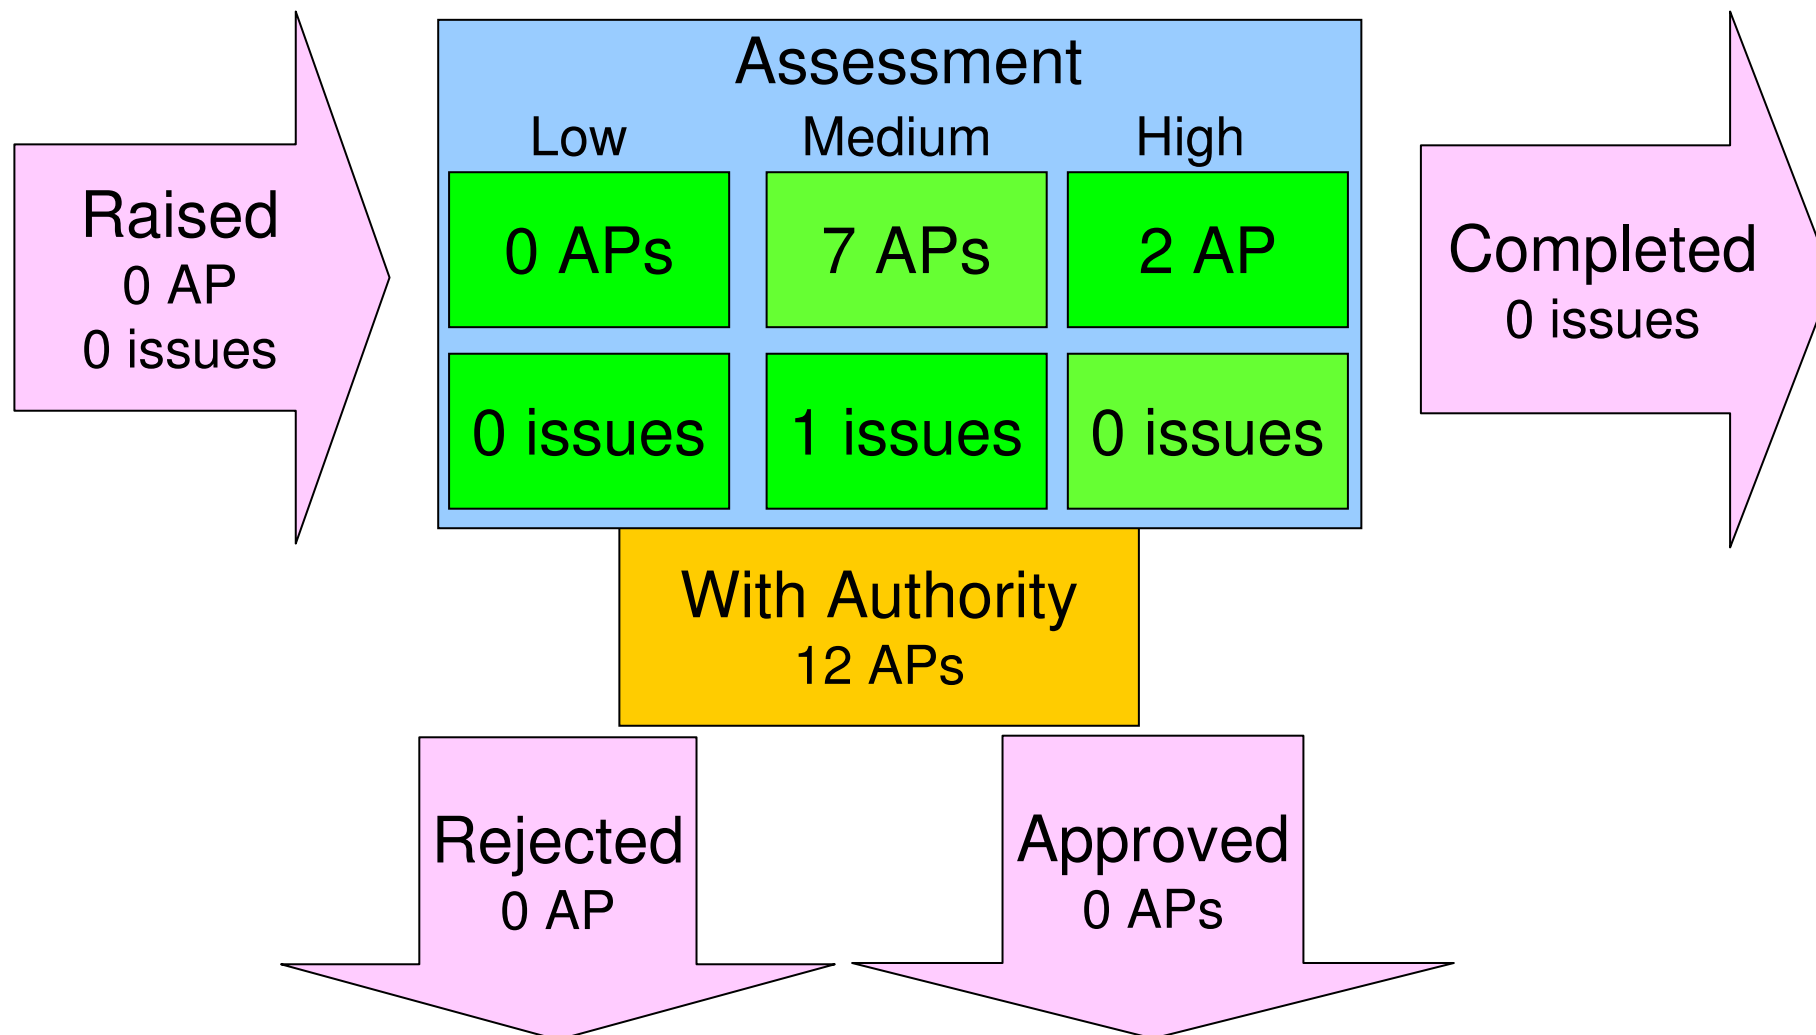 Assessment
Low Medium High
Raised
0 AP
0 issues
0 APs 7 APs 2 AP
0 issues 1 issues 0 issues
Completed
0 issues
With Authority
12 APs
Rejected
0 AP
Approved
0 APs